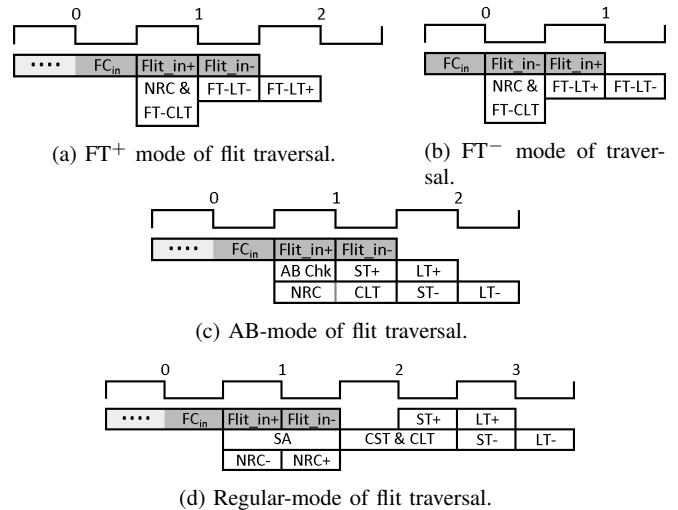 0 1 2
.... FCin Flit_in+ Flit_in-
NRC & FT-CLT FT-LT- FT-LT+
(a) FT+ mode of flit traversal.
0 1
FCin Flit_in- Flit_in+
NRC & FT-CLT FT-LT+ FT-LT-
(b) FT− mode of traver-
sal.
0 1 2
.... FCin Flit_in+ Flit_in-
AB Chk ST+ LT+
NRC CLT ST- LT-
(c) AB-mode of flit traversal.
0 1 2 3
.... FCin Flit_in+ Flit_in- ST+ LT+
SA CST & CLT ST- LT-
NRC- NRC+
(d) Regular-mode of flit traversal.